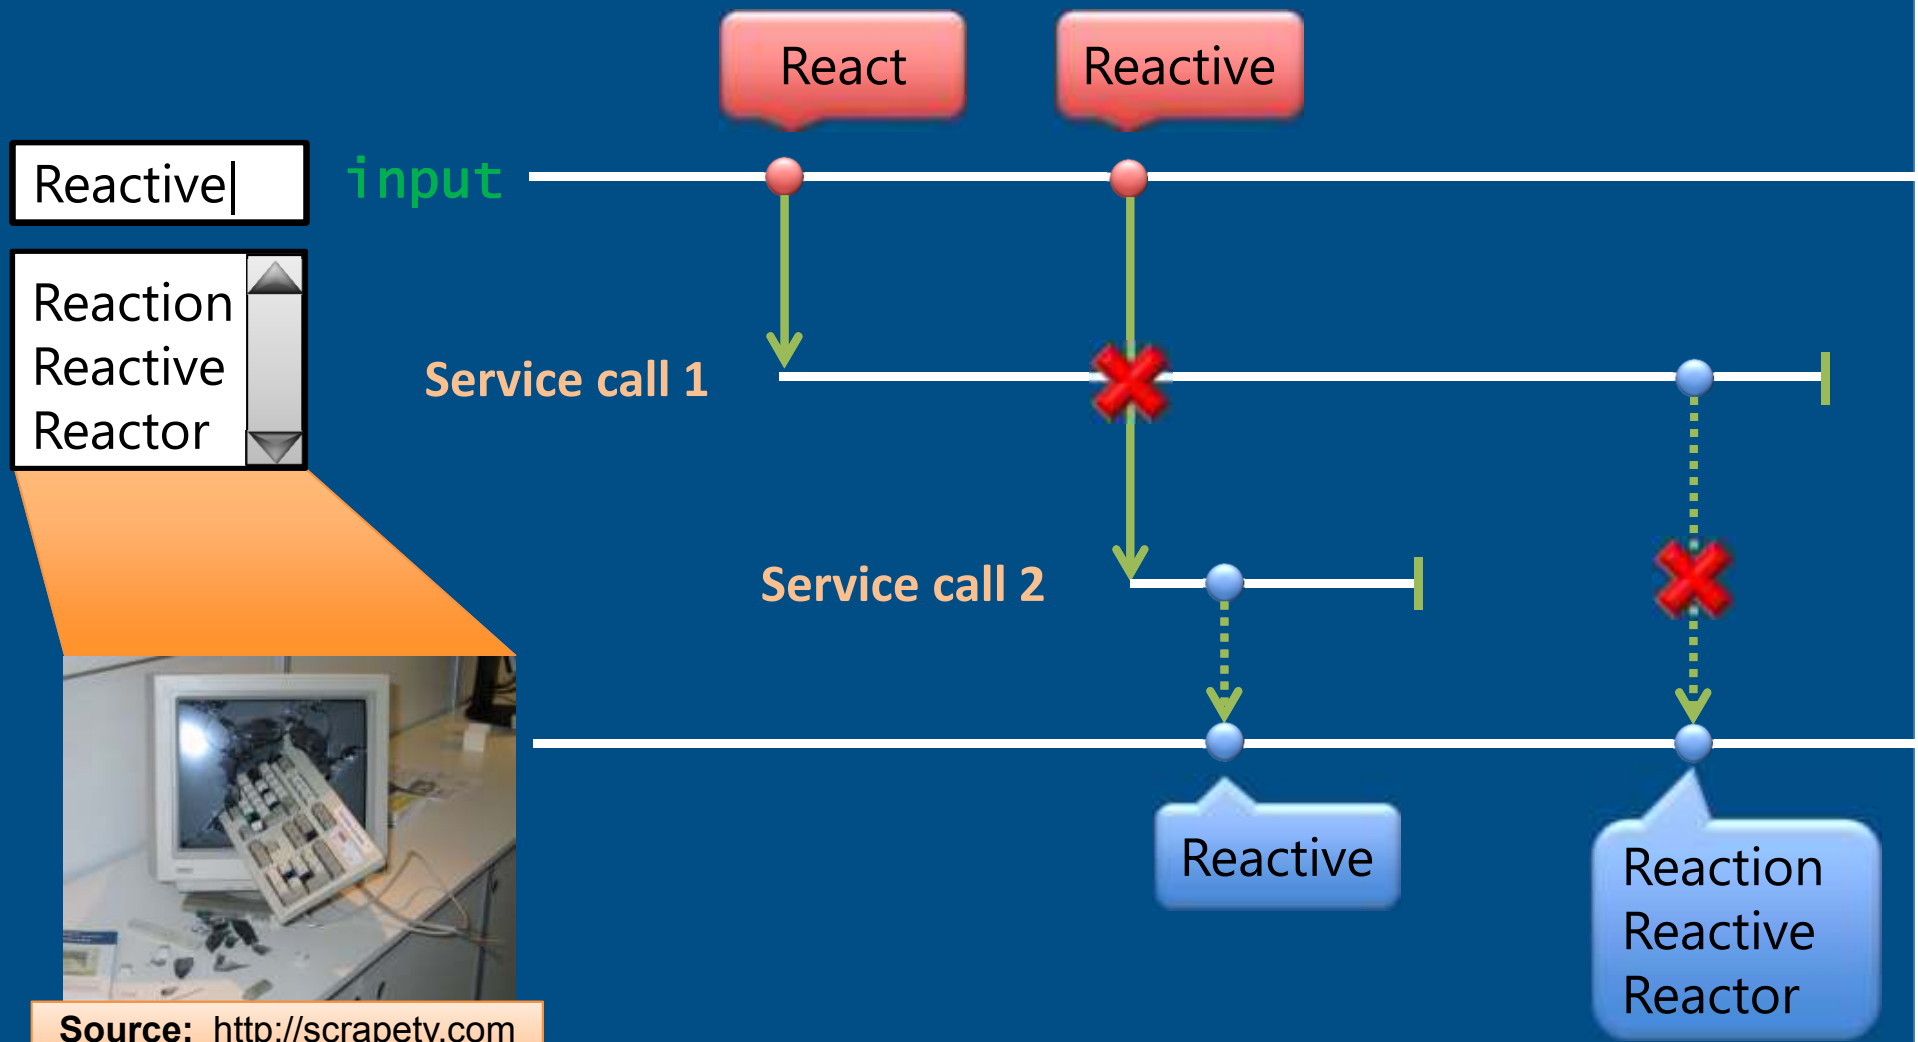 React
Reactive
Reactive
input
Reaction
Reactive
Reactor
Service call 1
Service call 2
Reactive
Reaction
Reactive
Reactor
Source: http://scrapetv.com